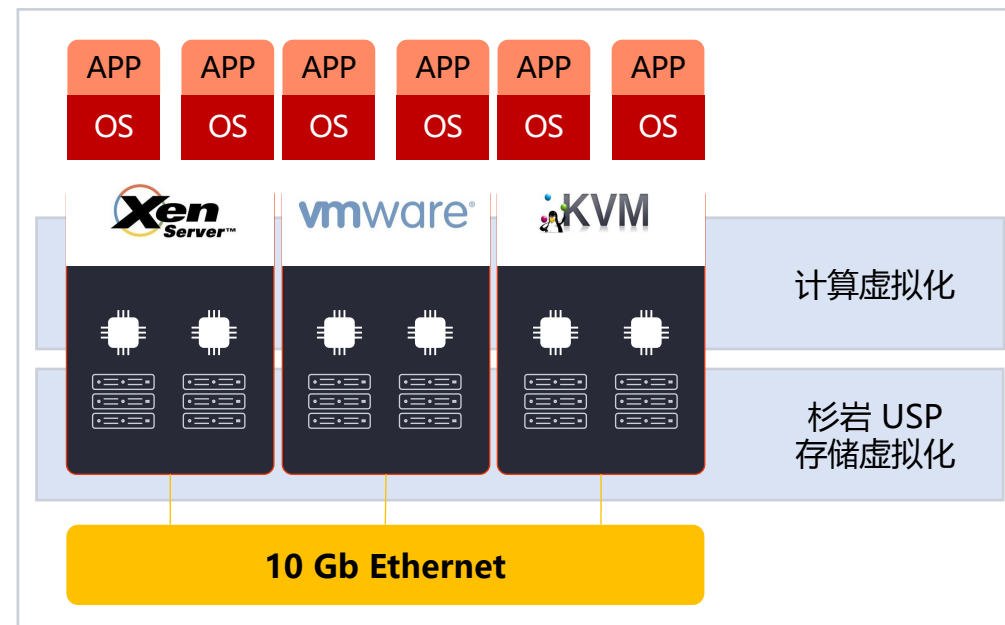 APP APP APP APP APP APP
OS OS OS OS OS OS
Xen Server™ vmware® KVM
计算虚拟化
杉岩 USP
存储虚拟化
10 Gb Ethernet